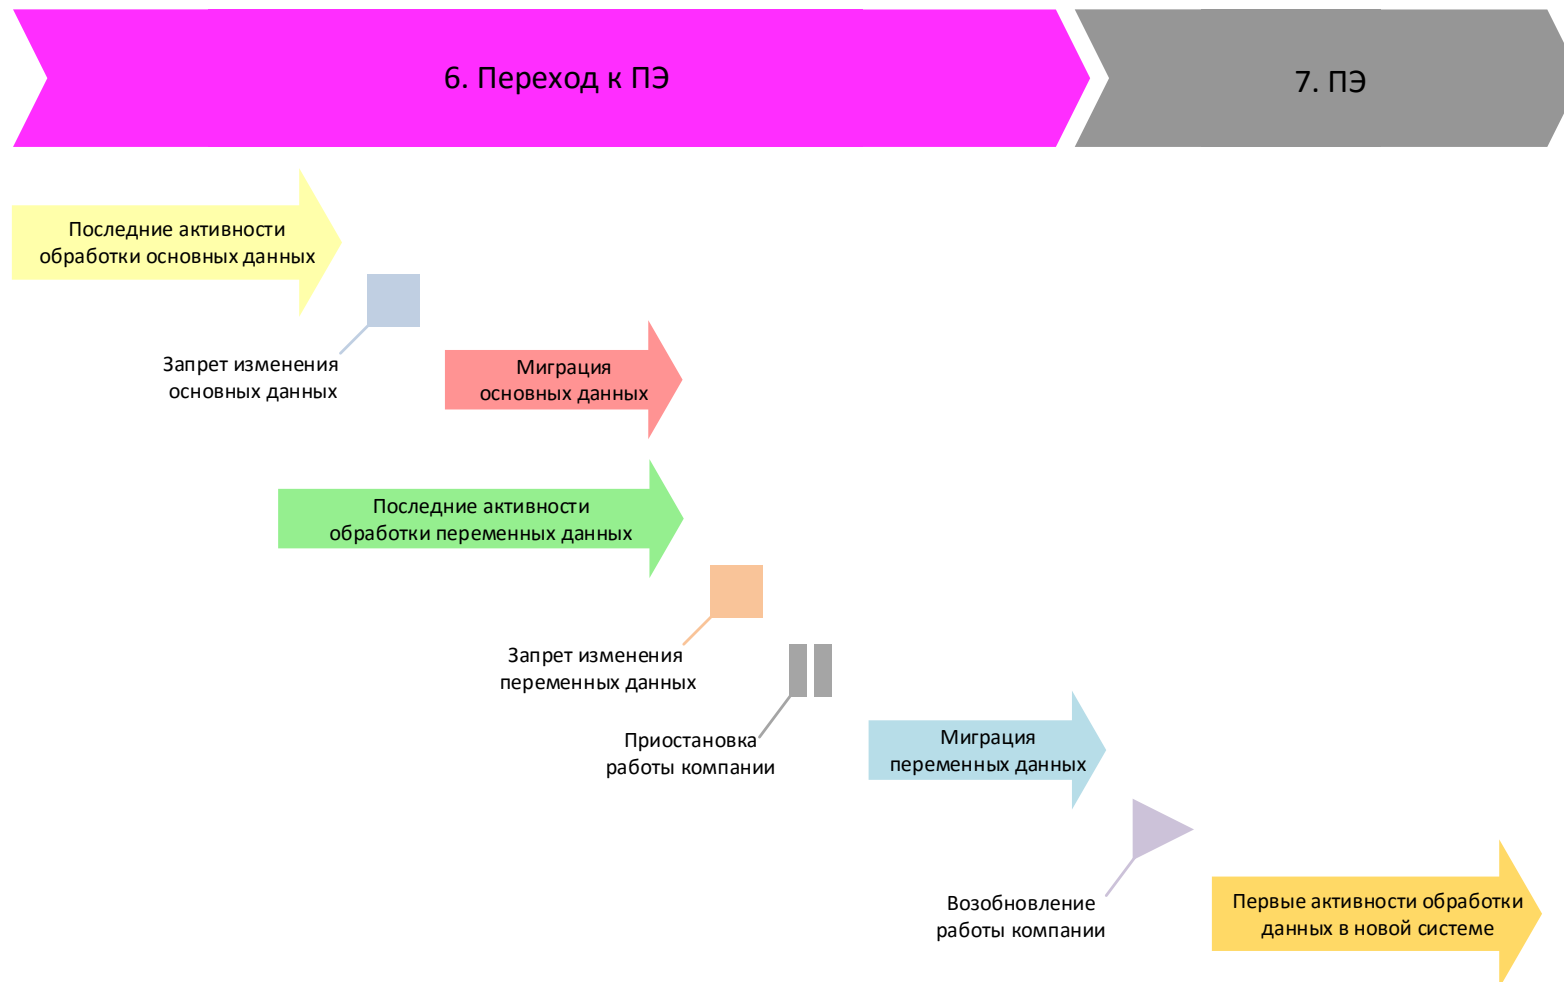 6. Переход к ПЭ
7. ПЭ
Последние активности
обработки основных данных
Запрет изменения
основных данных
Миграция
основных данных
Последние активности
обработки переменных данных
Запрет изменения
переменных данных
Приостановка
работы компании
Миграция
переменных данных
Возобновление
работы компании
Первые активности обработки
данных в новой системе